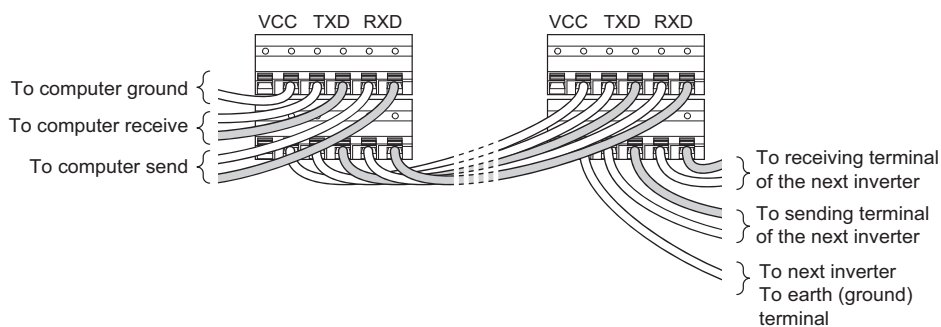 VCC TXD RXD
VCC TXD RXD
To computer ground
To computer receive
To computer send
To receiving terminal
of the next inverter
To sending terminal
of the next inverter
To next inverter
To earth (ground)
terminal